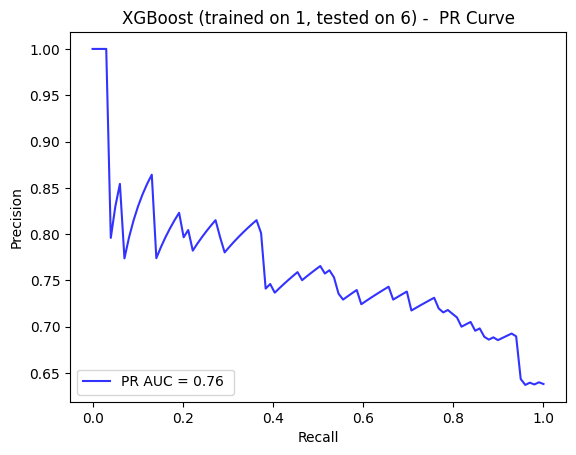 XGBoost (trained on 1, tested on 6) -  PR Curve
1.00
0.95
0.90
0.85
0.80
0.75
0.70
0.65
Precision
PR AUC = 0.76
0.0 0.2 0.4 0.6 0.8 1.0
Recall